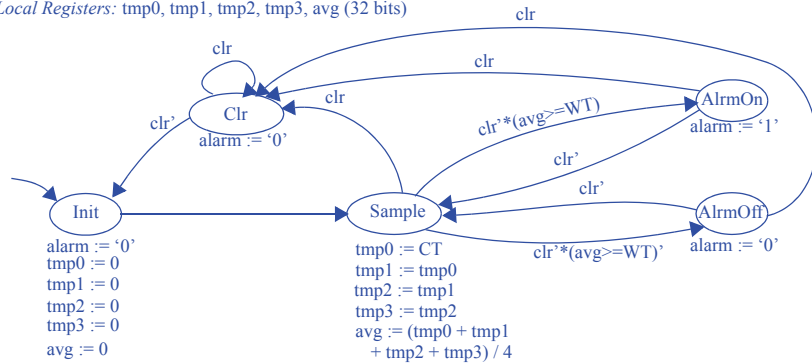 Local Registers: tmp0, tmp1, tmp2, tmp3, avg (32 bits)
clr
clr
clr
clr
Clr
alarm := ‘0’
clr’
clr’*(avg>=WT)
AlrmOn
alarm := ‘1’
clr’
clr’
Init
Sample
AlrmOff
alarm := ‘0’
clr’*(avg>=WT)’
alarm := ‘0’
tmp0 := 0
tmp1 := 0
tmp2 := 0
tmp3 := 0
avg := 0
tmp0 := CT
tmp1 := tmp0
tmp2 := tmp1
tmp3 := tmp2
avg := (tmp0 + tmp1
+ tmp2 + tmp3) / 4